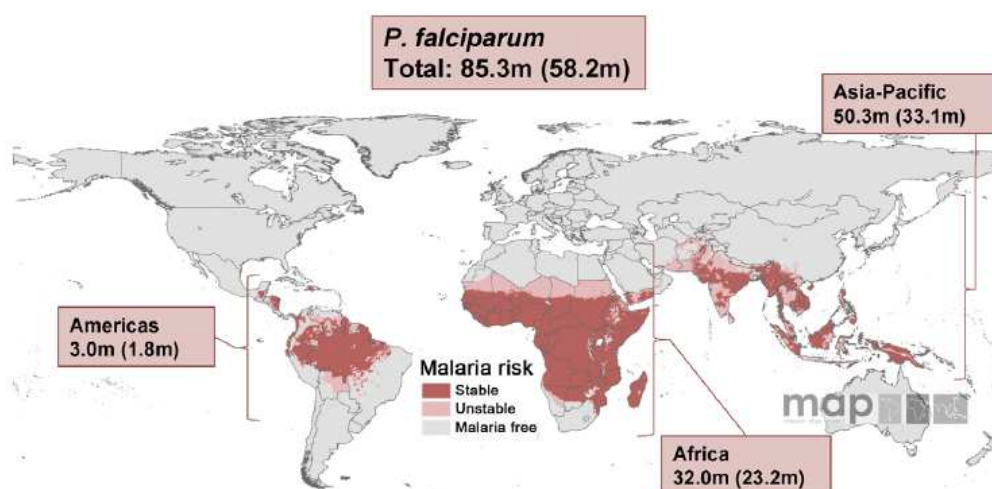 P. falciparum
Total: 85.3m (58.2m)
Asia-Pacific
50.3m (33.1m)
Americas
3.0m (1.8m)
Malaria risk
Stable
Unstable
Malaria free
map
Africa
32.0m (23.2m)